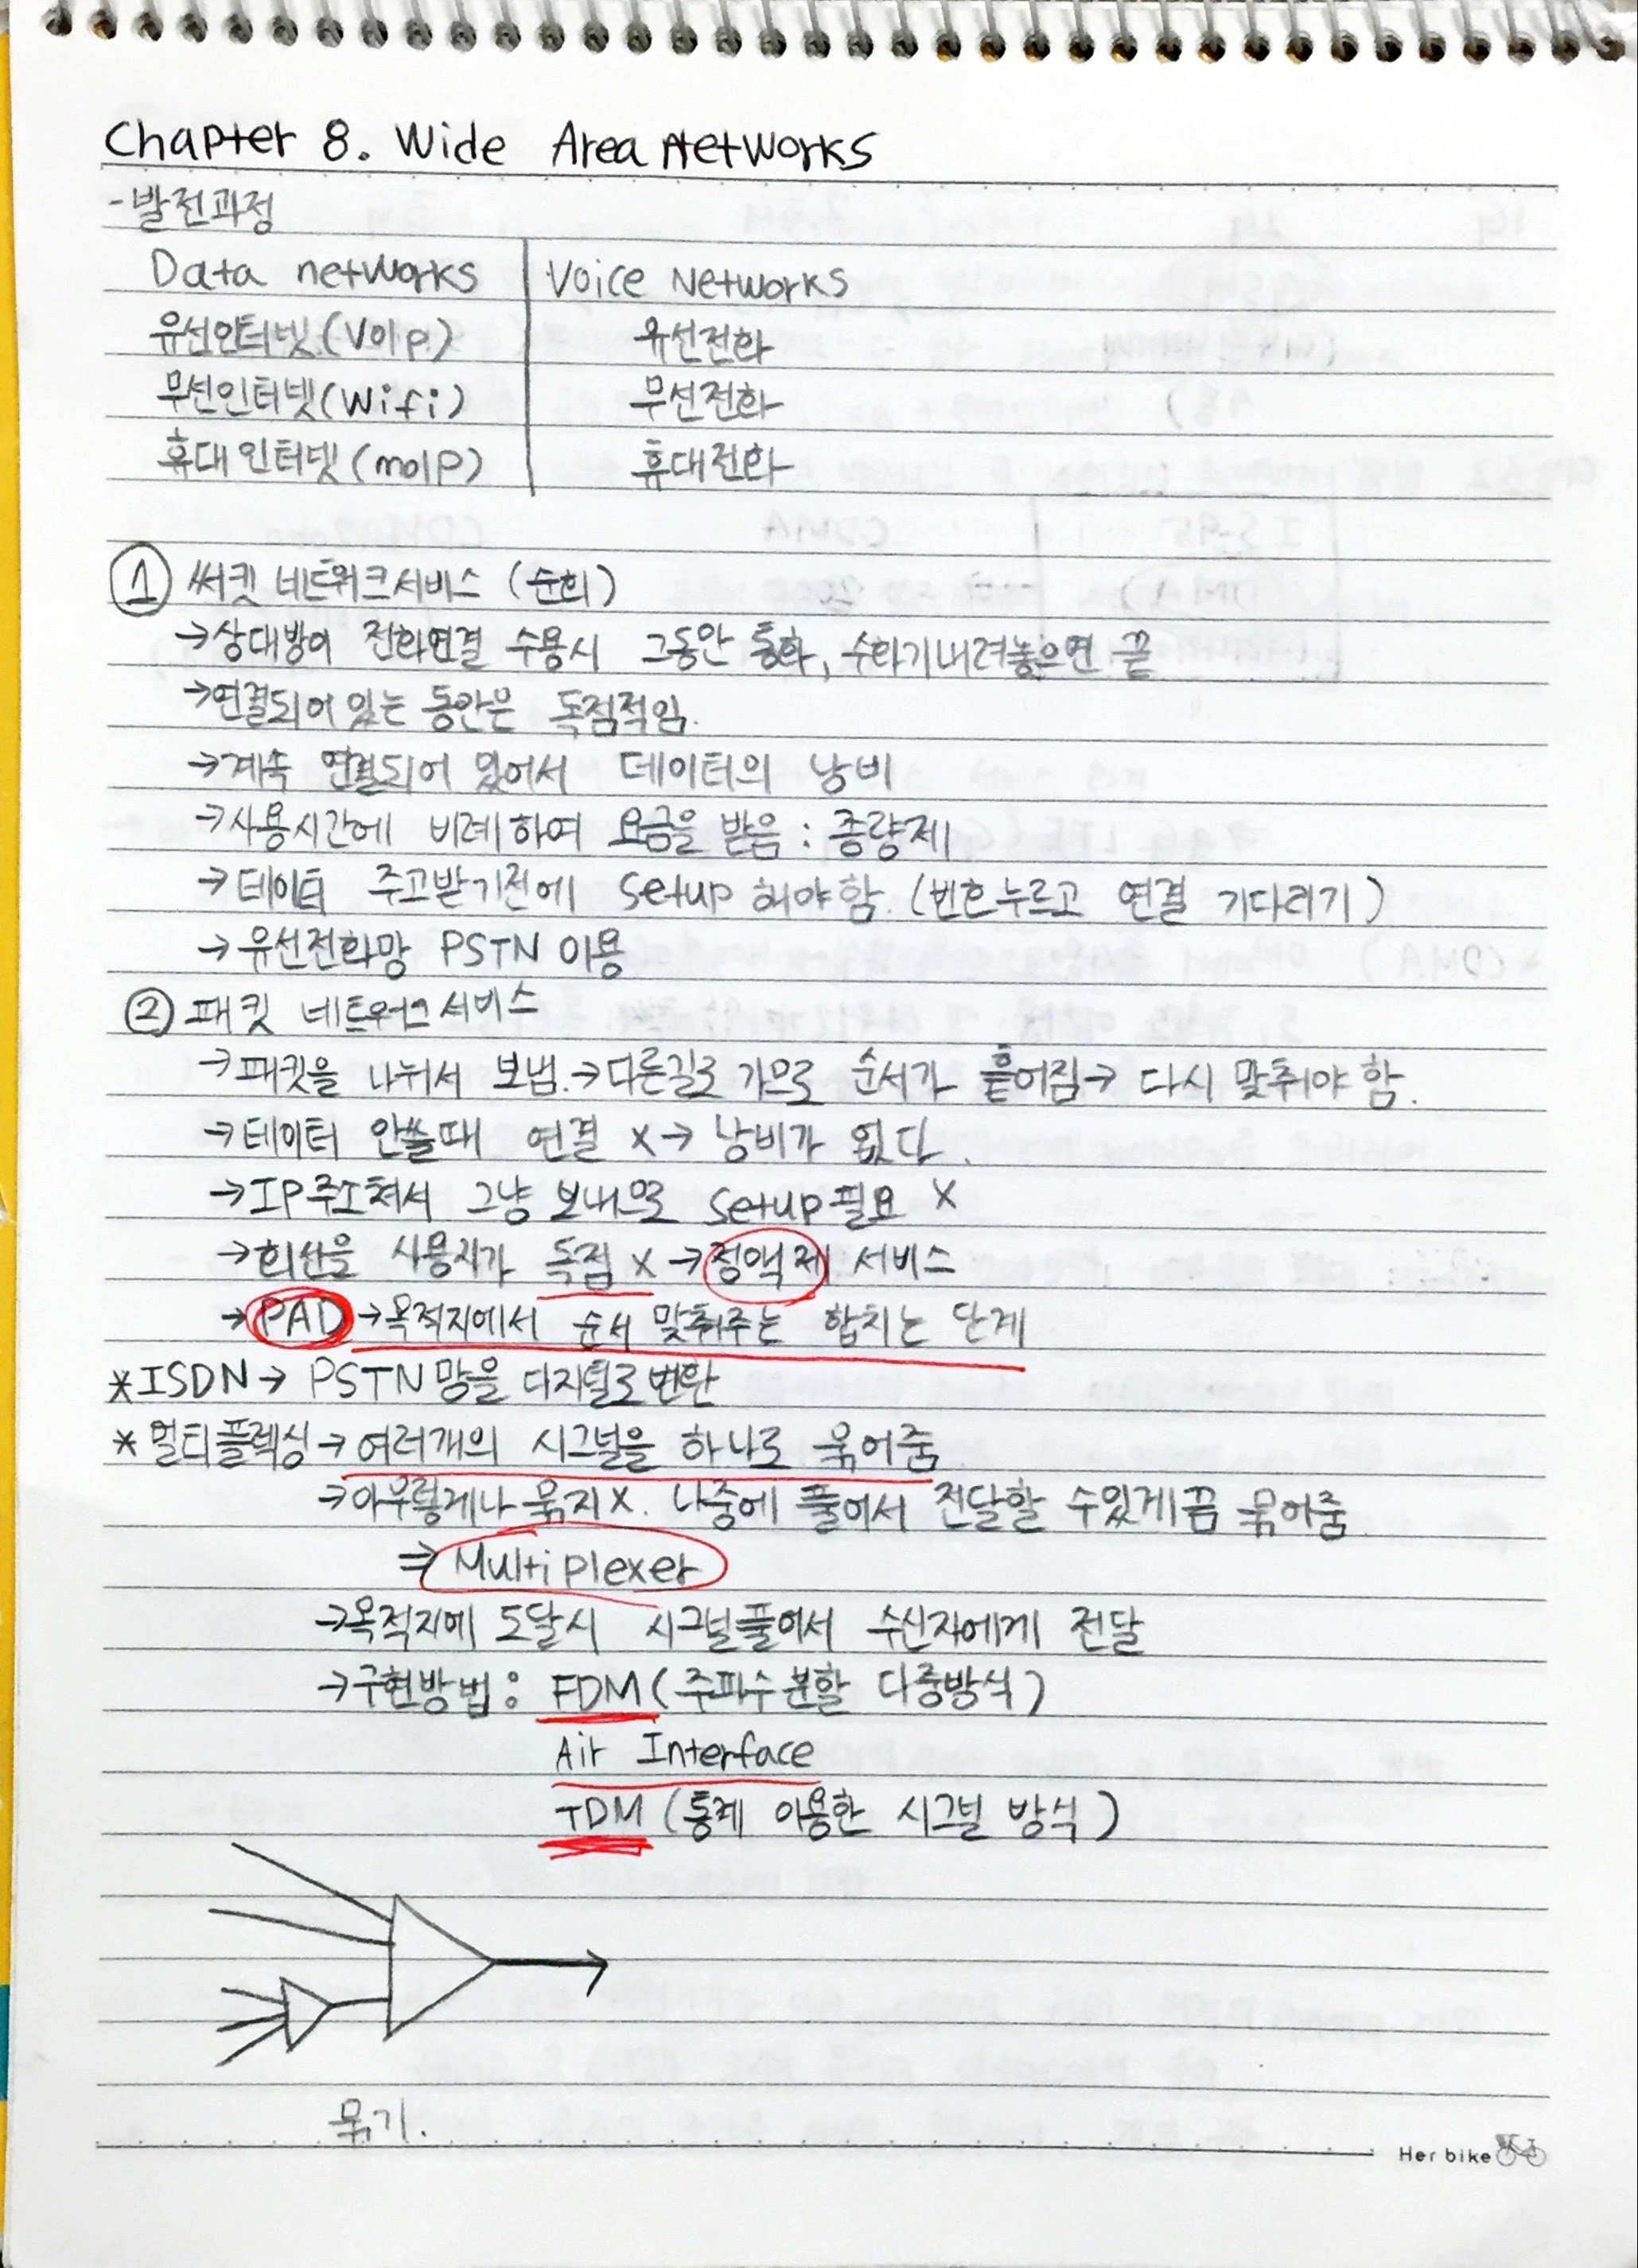 Chapter 8. Wide Area Networks
-발전과정
Data networks | Voice Networks
유선인터넷(VoIp) 유선전화
무선인터넷(Wifi) 무선전화
휴대인터넷(moIP) 휴대전화
① 써킷 네트워크서비스 (순회)
→상대방이 전화연결 수용시 그동안 통화, 수화기내려놓으면 끝
→연결되어 있는 동안은 독점적임.
→계속 연결되어 있어서 데이터의 낭비
→사용시간에 비례하여 요금을 받음 : 종량제
→데이터 주고받기전에 setup 해야함. (번호누르고 연결 기다리기)
→유선전화망 PSTN 이용
② 패킷 네트워크서비스
→패킷을 나눠서 보냄.→다른길로 가므로 순서가 흩어짐→ 다시 맞춰야 함.
→데이터 안쓸때 연결 x→ 낭비가 없다.
→IP주소쳐서 그냥 보내므로 setup 필요 X
→회선을 사용자가 독점 x →정액제 서비스
→PAD→목적지에서 순서 맞춰주는 합치는 단계
*ISDN→ PSTN망을 디지털로변환
*멀티플렉싱→여러개의 시그널을 하나로 묶어줌
→아무렇게나 묶지x. 나중에 풀어서 전달할 수있게끔 묶어줌
⇒ Multiplexer
→목적지에 도달시 시그널풀어서 수신자에게 전달
→구현방법: FDM(주파수분할 다중방식)
Air Interface
TDM (통계 이용한 시그널 방식)
묶기.
Her bike